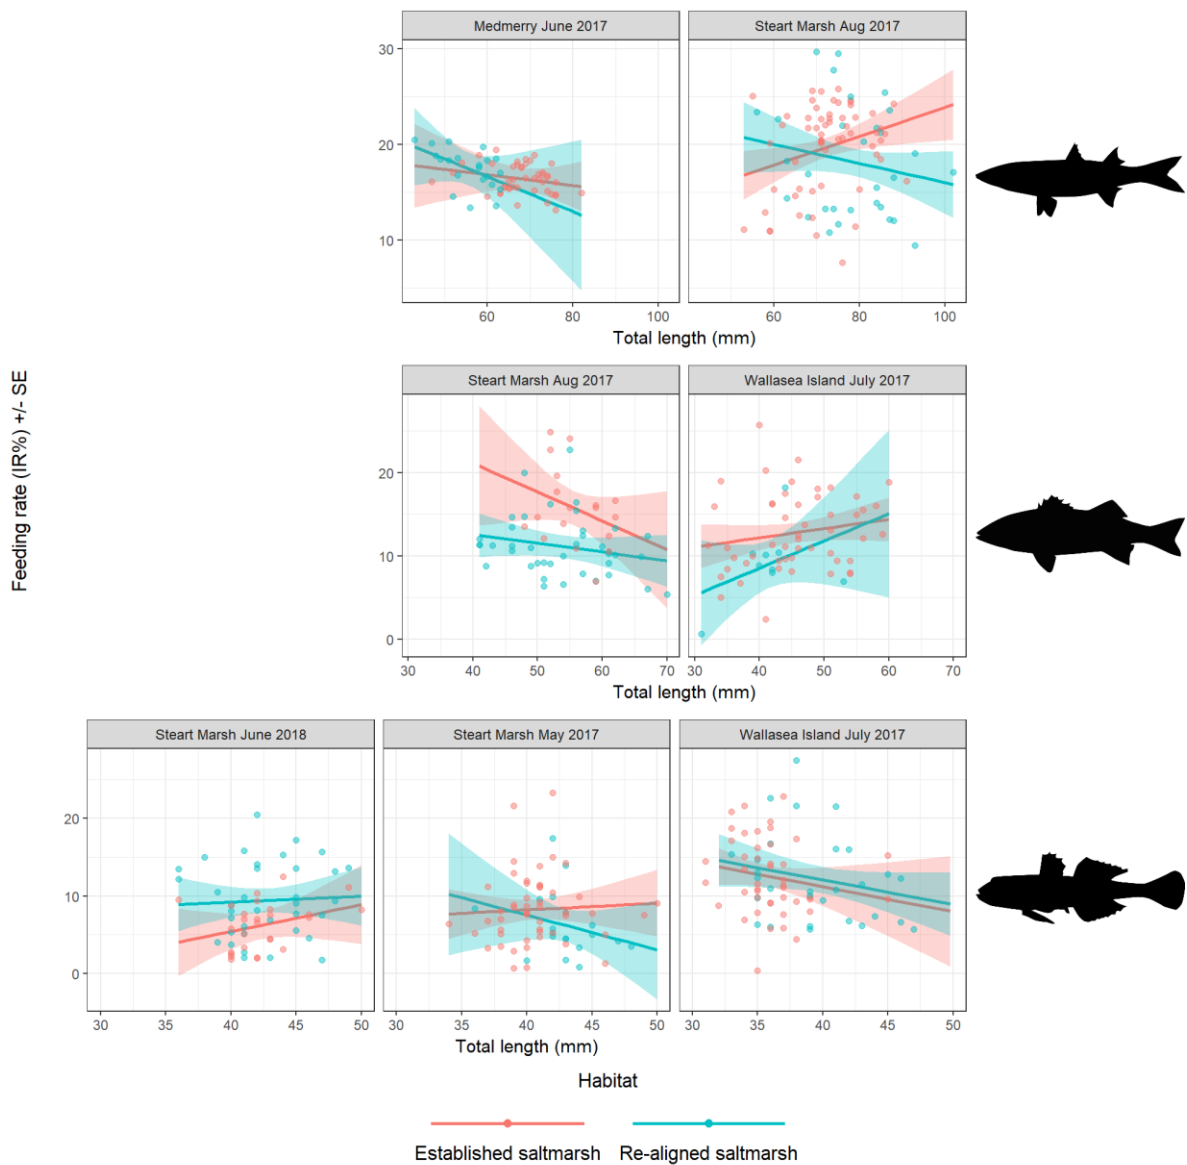 Medmerry June 2017 Steart Marsh Aug 2017
30
20
10
60 80 100 60 80 100
Total length (mm)
Feeding rate (IR%) +/- SE
Steart Marsh Aug 2017 Wallasea Island July 2017
20
10
0
30 40 50 60 70 30 40 50 60 70
Total length (mm)
Steart Marsh June 2018 Steart Marsh May 2017 Wallasea Island July 2017
20
10
0
30 35 40 45 50 30 35 40 45 50 30 35 40 45 50
Total length (mm)
Habitat
Established saltmarsh Re-aligned saltmarsh